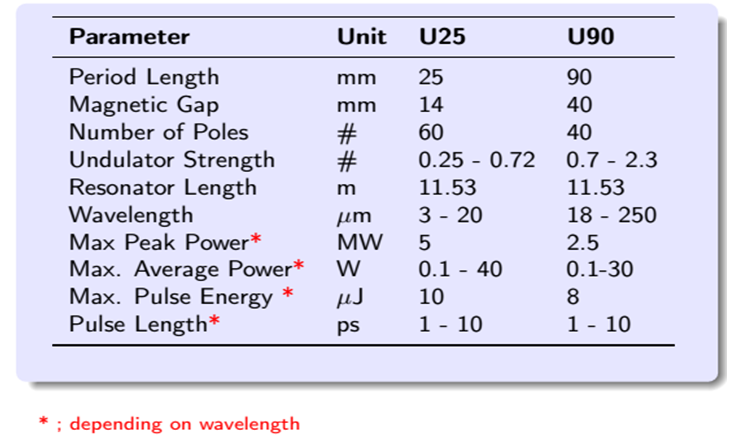 Parameter Unit U25 U90
Period Length mm 25 90
Magnetic Gap mm 14 40
Number of Poles # 60 40
Undulator Strength # 0.25 - 0.72 0.7 - 2.3
Resonator Length m 11.53 11.53
Wavelength μm 3 - 20 18 - 250
Max Peak Power* MW 5 2.5
Max. Average Power* W 0.1 - 40 0.1-30
Max. Pulse Energy * μJ 10 8
Pulse Length* ps 1 - 10 1 - 10
* ; depending on wavelength